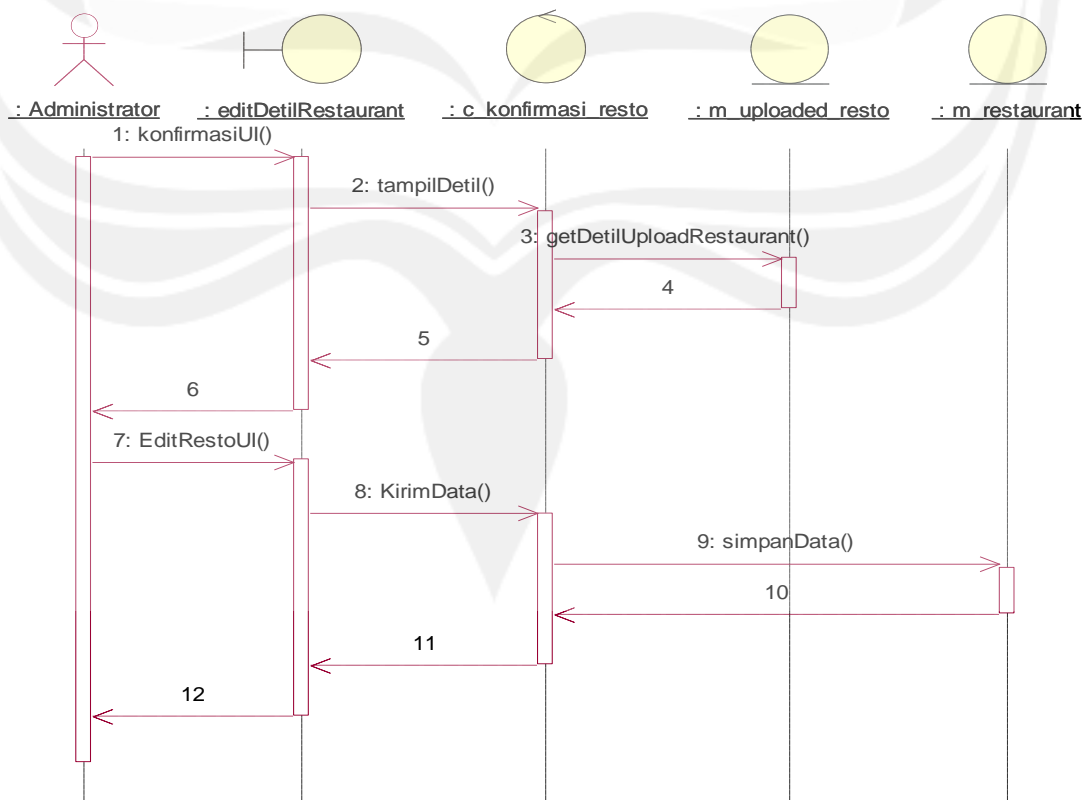 : Administrator
: editDetilRestaurant
: c_konfirmasi_resto
: m_uploaded_resto
: m_restaurant
1: konfirmasiUI()
2: tampilDetil()
3: getDetilUploadRestaurant()
4
5
6
7: EditRestoUI()
8: KirimData()
9: simpanData()
10
11
12